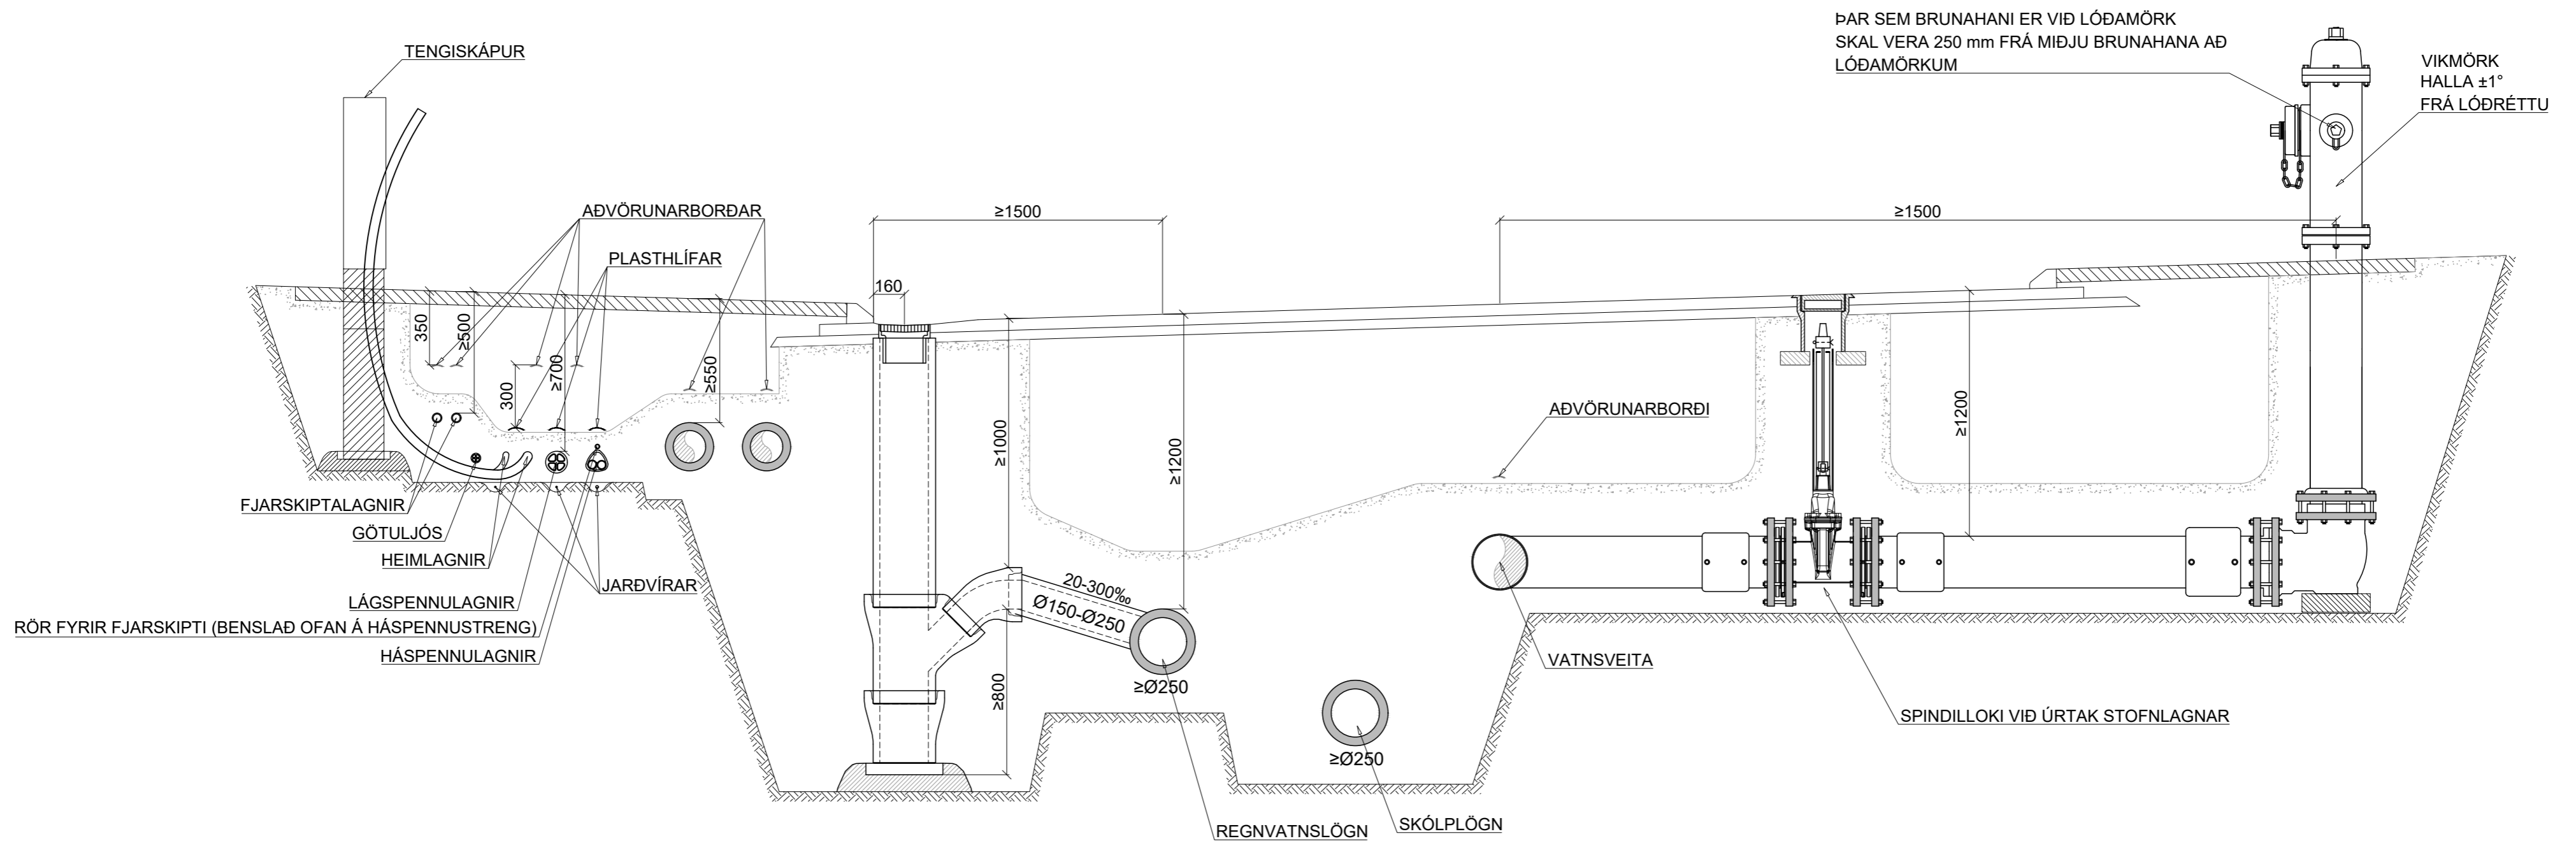 ÞAR SEM BRUNAHANI ER VIÐ LÓÐAMÖRK
SKAL VERA 250 mm FRÁ MIÐJU BRUNAHANA AÐ
LÓÐAMÖRKUM
TENGISKÁPUR
VIKMÖRK
HALLA ±1°
FRÁ LÓÐRÉTTU
AÐVÖRUNARBORÐAR
≥1500
≥1500
PLASTHLÍFAR
160
350
≥500
300
≥700
≥550
≥1000
≥1200
≥1200
AÐVÖRUNARBORÐI
FJARSKIPTALAGNIR
GÖTULJÓS
HEIMLAGNIR
JARÐVÍRAR
LÁGSPENNULAGNIR
RÖR FYRIR FJARSKIPTI (BENSLAÐ OFAN Á HÁSPENNUSTRENG)
HÁSPENNULAGNIR
20-300‰
Ø150-Ø250
≥800
≥Ø250
VATNSVEITA
SPINDILLOKI VIÐ ÚRTAK STOFNLAGNAR
≥Ø250
REGNVATNSLÖGN
SKÓLPLÖGN